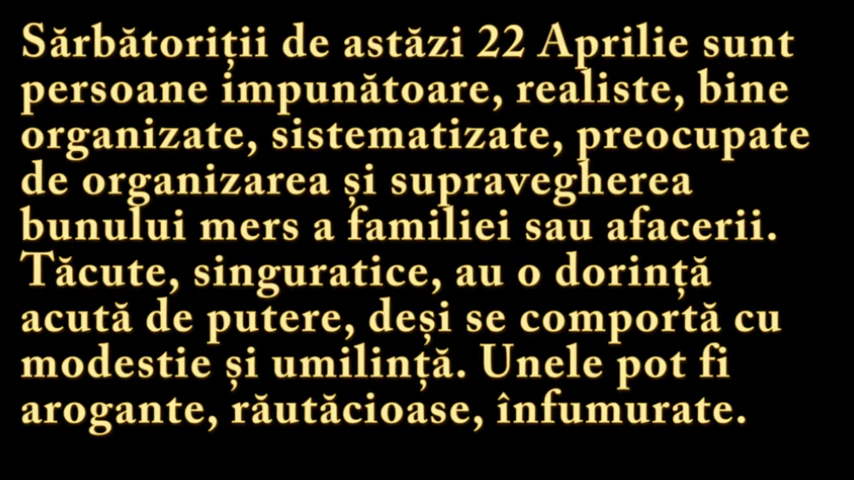 Sărbătoriții de astăzi 22 Aprilie sunt
persoane impunătoare, realiste, bine
organizate, sistematizate, preocupate
de organizarea și supravegherea
bunului mers a familiei sau afacerii.
Tăcute, singuratice, au o dorință
acută de putere, deși se comportă cu
modestie și umilință. Unele pot fi
arogante, răutăcioase, înfumurate.